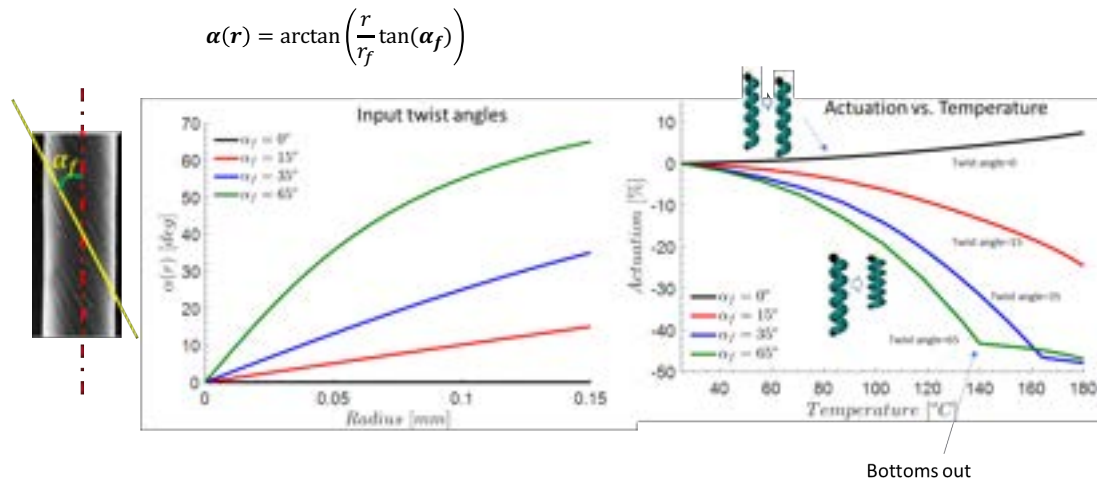 α(r) = arctan(r/r_f tan(α_f))
α_f
Input twist angles
α_f = 0°
α_f = 15°
α_f = 35°
α_f = 65°
α(r) [deg]
70
60
50
40
30
20
10
0
0
0.05
0.1
0.15
Radius [mm]
Actuation vs. Temperature
Actuation [%]
10
0
-10
-20
-30
-40
-50
Twist angle=0
Twist angle=15
Twist angle=35
Twist angle=65
α_f = 0°
α_f = 15°
α_f = 35°
α_f = 65°
40
60
80
100
120
140
160
180
Temperature [°C]
Bottoms out